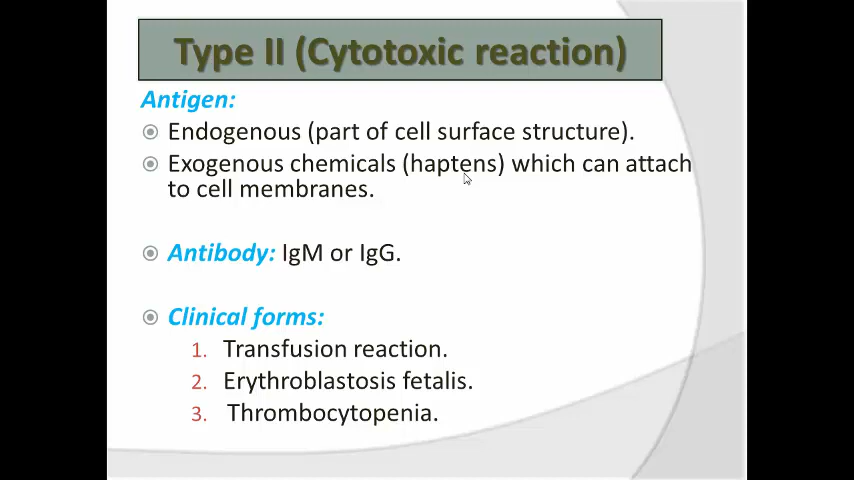 Type II (Cytotoxic reaction)
Antigen:
Endogenous (part of cell surface structure).
Exogenous chemicals (haptens) which can attach
to cell membranes.
Antibody: IgM or IgG.
Clinical forms:
1. Transfusion reaction.
2. Erythroblastosis fetalis.
3. Thrombocytopenia.